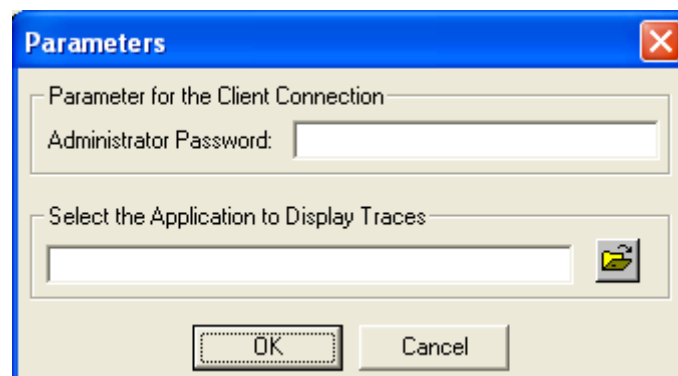 Parameters
Parameter for the Client Connection
Administrator Password:
Select the Application to Display Traces
OK Cancel